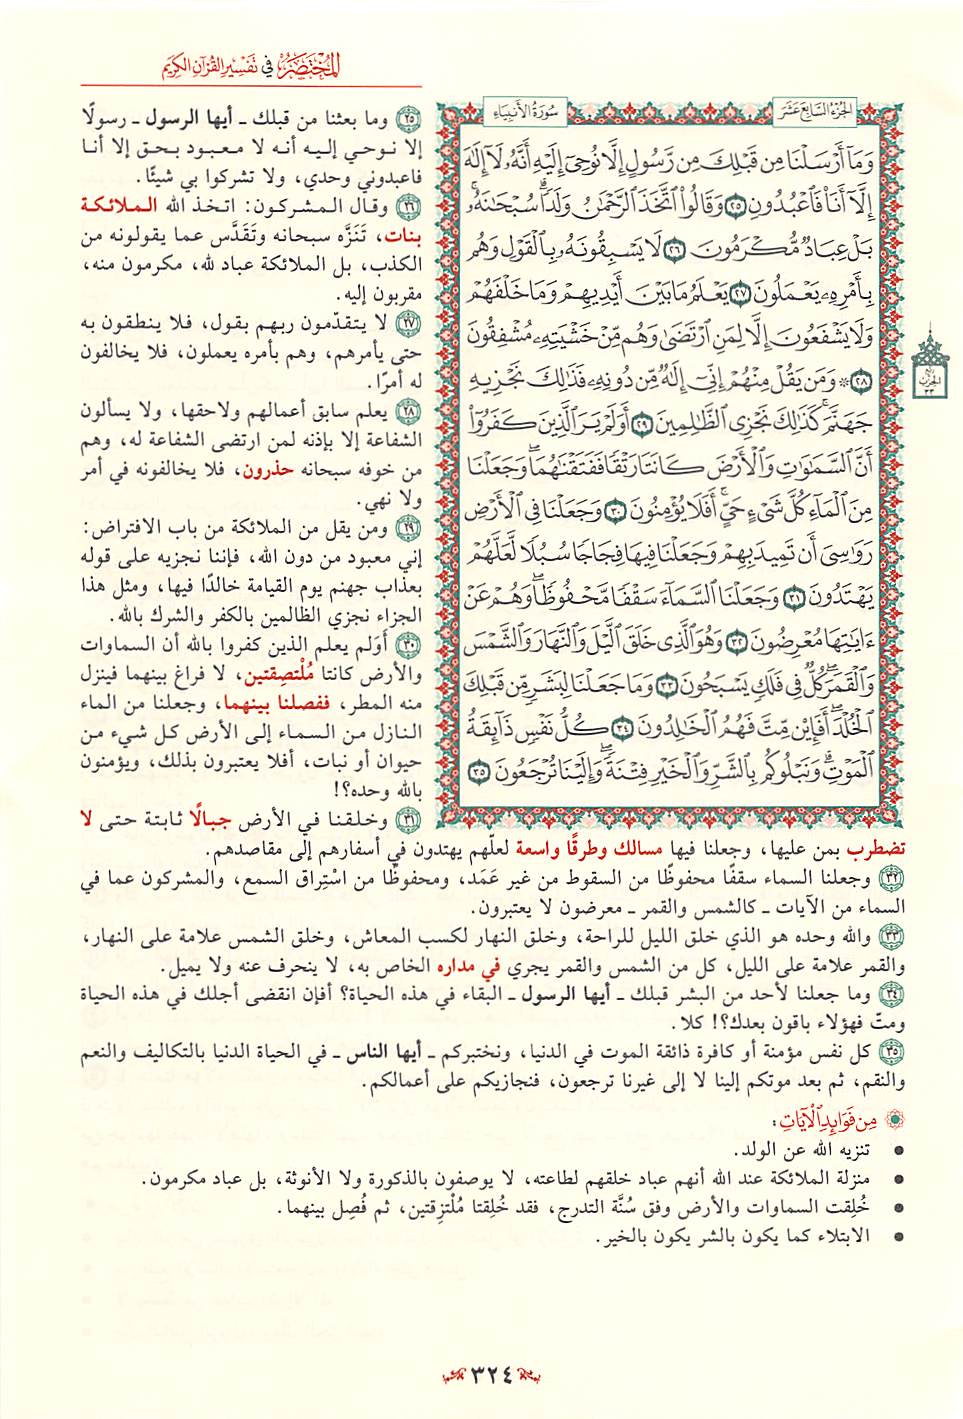 المختصر في تفسير القرآن الكريم
الجزء السابع عشر
سورة الأنبياء
وَمَآ أَرْسَلْنَا مِن قَبْلِكَ مِن رَّسُولٍ إِلَّا نُوحِىٓ إِلَيْهِ أَنَّهُۥ لَآ إِلَٰهَ
إِلَّآ أَنَا۠ فَٱعْبُدُونِ ٢٥ وَقَالُوا۟ ٱتَّخَذَ ٱلرَّحْمَٰنُ وَلَدًا ۗ سُبْحَٰنَهُۥ ۚ
بَلْ عِبَادٌ مُّكْرَمُونَ ٢٦ لَا يَسْبِقُونَهُۥ بِٱلْقَوْلِ وَهُم
بِأَمْرِهِۦ يَعْمَلُونَ ٢٧ يَعْلَمُ مَا بَيْنَ أَيْدِيهِمْ وَمَا خَلْفَهُمْ
وَلَا يَشْفَعُونَ إِلَّا لِمَنِ ٱرْتَضَىٰ وَهُم مِّنْ خَشْيَتِهِۦ مُشْفِقُونَ
٢٨ ۞ وَمَن يَقُلْ مِنْهُمْ إِنِّىٓ إِلَٰهٌ مِّن دُونِهِۦ فَذَٰلِكَ نَجْزِيهِ
جَهَنَّمَ ۚ كَذَٰلِكَ نَجْزِى ٱلظَّٰلِمِينَ ٢٩ أَوَلَمْ يَرَ ٱلَّذِينَ كَفَرُوٓا۟
أَنَّ ٱلسَّمَٰوَٰتِ وَٱلْأَرْضَ كَانَتَا رَتْقًا فَفَتَقْنَٰهُمَا ۖ وَجَعَلْنَا
مِنَ ٱلْمَآءِ كُلَّ شَىْءٍ حَىٍّ ۖ أَفَلَا يُؤْمِنُونَ ٣٠ وَجَعَلْنَا فِى ٱلْأَرْضِ
رَوَٰسِىَ أَن تَمِيدَ بِهِمْ وَجَعَلْنَا فِيهَا فِجَاجًا سُبُلًا لَّعَلَّهُمْ
يَهْتَدُونَ ٣١ وَجَعَلْنَا ٱلسَّمَآءَ سَقْفًا مَّحْفُوظًا ۖ وَهُمْ عَنْ
ءَايَٰتِهَا مُعْرِضُونَ ٣٢ وَهُوَ ٱلَّذِى خَلَقَ ٱلَّيْلَ وَٱلنَّهَارَ وَٱلشَّمْسَ
وَٱلْقَمَرَ ۖ كُلٌّ فِى فَلَكٍ يَسْبَحُونَ ٣٣ وَمَا جَعَلْنَا لِبَشَرٍ مِّن قَبْلِكَ
ٱلْخُلْدَ ۖ أَفَإِي۟ن مِّتَّ فَهُمُ ٱلْخَٰلِدُونَ ٣٤ كُلُّ نَفْسٍ ذَآئِقَةُ
ٱلْمَوْتِ ۗ وَنَبْلُوكُم بِٱلشَّرِّ وَٱلْخَيْرِ فِتْنَةً ۖ وَإِلَيْنَا تُرْجَعُونَ ٣٥
ربع
الحزب
٣٣
٢٥ وما بعثنا من قبلك ـ أيها الرسول ـ رسولًا
إلا نوحي إليه أنه لا معبود بحق إلا أنا
فاعبدوني وحدي، ولا تشركوا بي شيئًا.
٢٦ وقال المشركون: اتخذ الله الملائكة
بنات، تَنَزَّه سبحانه وتَقَدَّس عما يقولونه من
الكذب، بل الملائكة عباد لله، مكرمون منه،
مقربون إليه.
٢٧ لا يتقدّمون ربهم بقول، فلا ينطقون به
حتى يأمرهم، وهم بأمره يعملون، فلا يخالفون
له أمرًا.
٢٨ يعلم سابق أعمالهم ولاحقها، ولا يسألون
الشفاعة إلا بإذنه لمن ارتضى الشفاعة له، وهم
من خوفه سبحانه حذرون، فلا يخالفونه في أمر
ولا نهي.
٢٩ ومن يقل من الملائكة من باب الافتراض:
إني معبود من دون الله، فإننا نجزيه على قوله
بعذاب جهنم يوم القيامة خالدًا فيها، ومثل هذا
الجزاء نجزي الظالمين بالكفر والشرك بالله.
٣٠ أَوَلم يعلم الذين كفروا بالله أن السماوات
والأرض كانتا مُلْتصِقتين، لا فراغ بينهما فينزل
منه المطر، ففصلنا بينهما، وجعلنا من الماء
النازل من السماء إلى الأرض كل شيء من
حيوان أو نبات، أفلا يعتبرون بذلك، ويؤمنون
بالله وحده؟!
٣١ وخلقنا في الأرض جبالًا ثابتة حتى لا
تضطرب بمن عليها، وجعلنا فيها مسالك وطرقًا واسعة لعلّهم يهتدون في أسفارهم إلى مقاصدهم.
٣٢ وجعلنا السماء سقفًا محفوظًا من السقوط من غير عَمَد، ومحفوظًا من اسْتِراق السمع، والمشركون عما في
السماء من الآيات ـ كالشمس والقمر ـ معرضون لا يعتبرون.
٣٣ والله وحده هو الذي خلق الليل للراحة، وخلق النهار لكسب المعاش، وخلق الشمس علامة على النهار،
والقمر علامة على الليل، كل من الشمس والقمر يجري في مداره الخاص به، لا ينحرف عنه ولا يميل.
٣٤ وما جعلنا لأحد من البشر قبلك ـ أيها الرسول ـ البقاء في هذه الحياة؟ أفإن انقضى أجلك في هذه الحياة
ومتّ فهؤلاء باقون بعدك؟! كلا.
٣٥ كل نفس مؤمنة أو كافرة ذائقة الموت في الدنيا، ونختبركم ـ أيها الناس ـ في الحياة الدنيا بالتكاليف والنعم
والنقم، ثم بعد موتكم إلينا لا إلى غيرنا ترجعون، فنجازيكم على أعمالكم.
من فوائد الآيات:
• تنزيه الله عن الولد.
• منزلة الملائكة عند الله أنهم عباد خلقهم لطاعته، لا يوصفون بالذكورة ولا الأنوثة، بل عباد مكرمون.
• خُلِقت السماوات والأرض وفق سُنَّة التدرج، فقد خُلِقتا مُلْتزِقتين، ثم فُصِل بينهما.
• الابتلاء كما يكون بالشر يكون بالخير.
٣٢٤